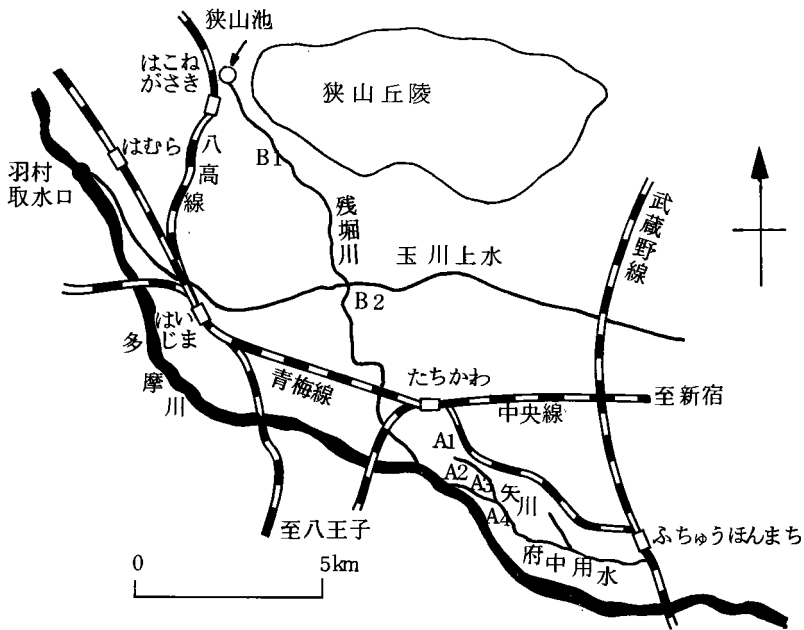 狭山池
はこね
がさき
狭山丘陵
はむら
八高線
B1
羽村
取水口
残堀川
玉川上水
武蔵野線
B2
はい
じま
多摩川
青梅線
たちかわ
中央線
至新宿
A1
A2
A3
矢川
A4
至八王子
府中用水
ふちゅうほんまち
0
5km